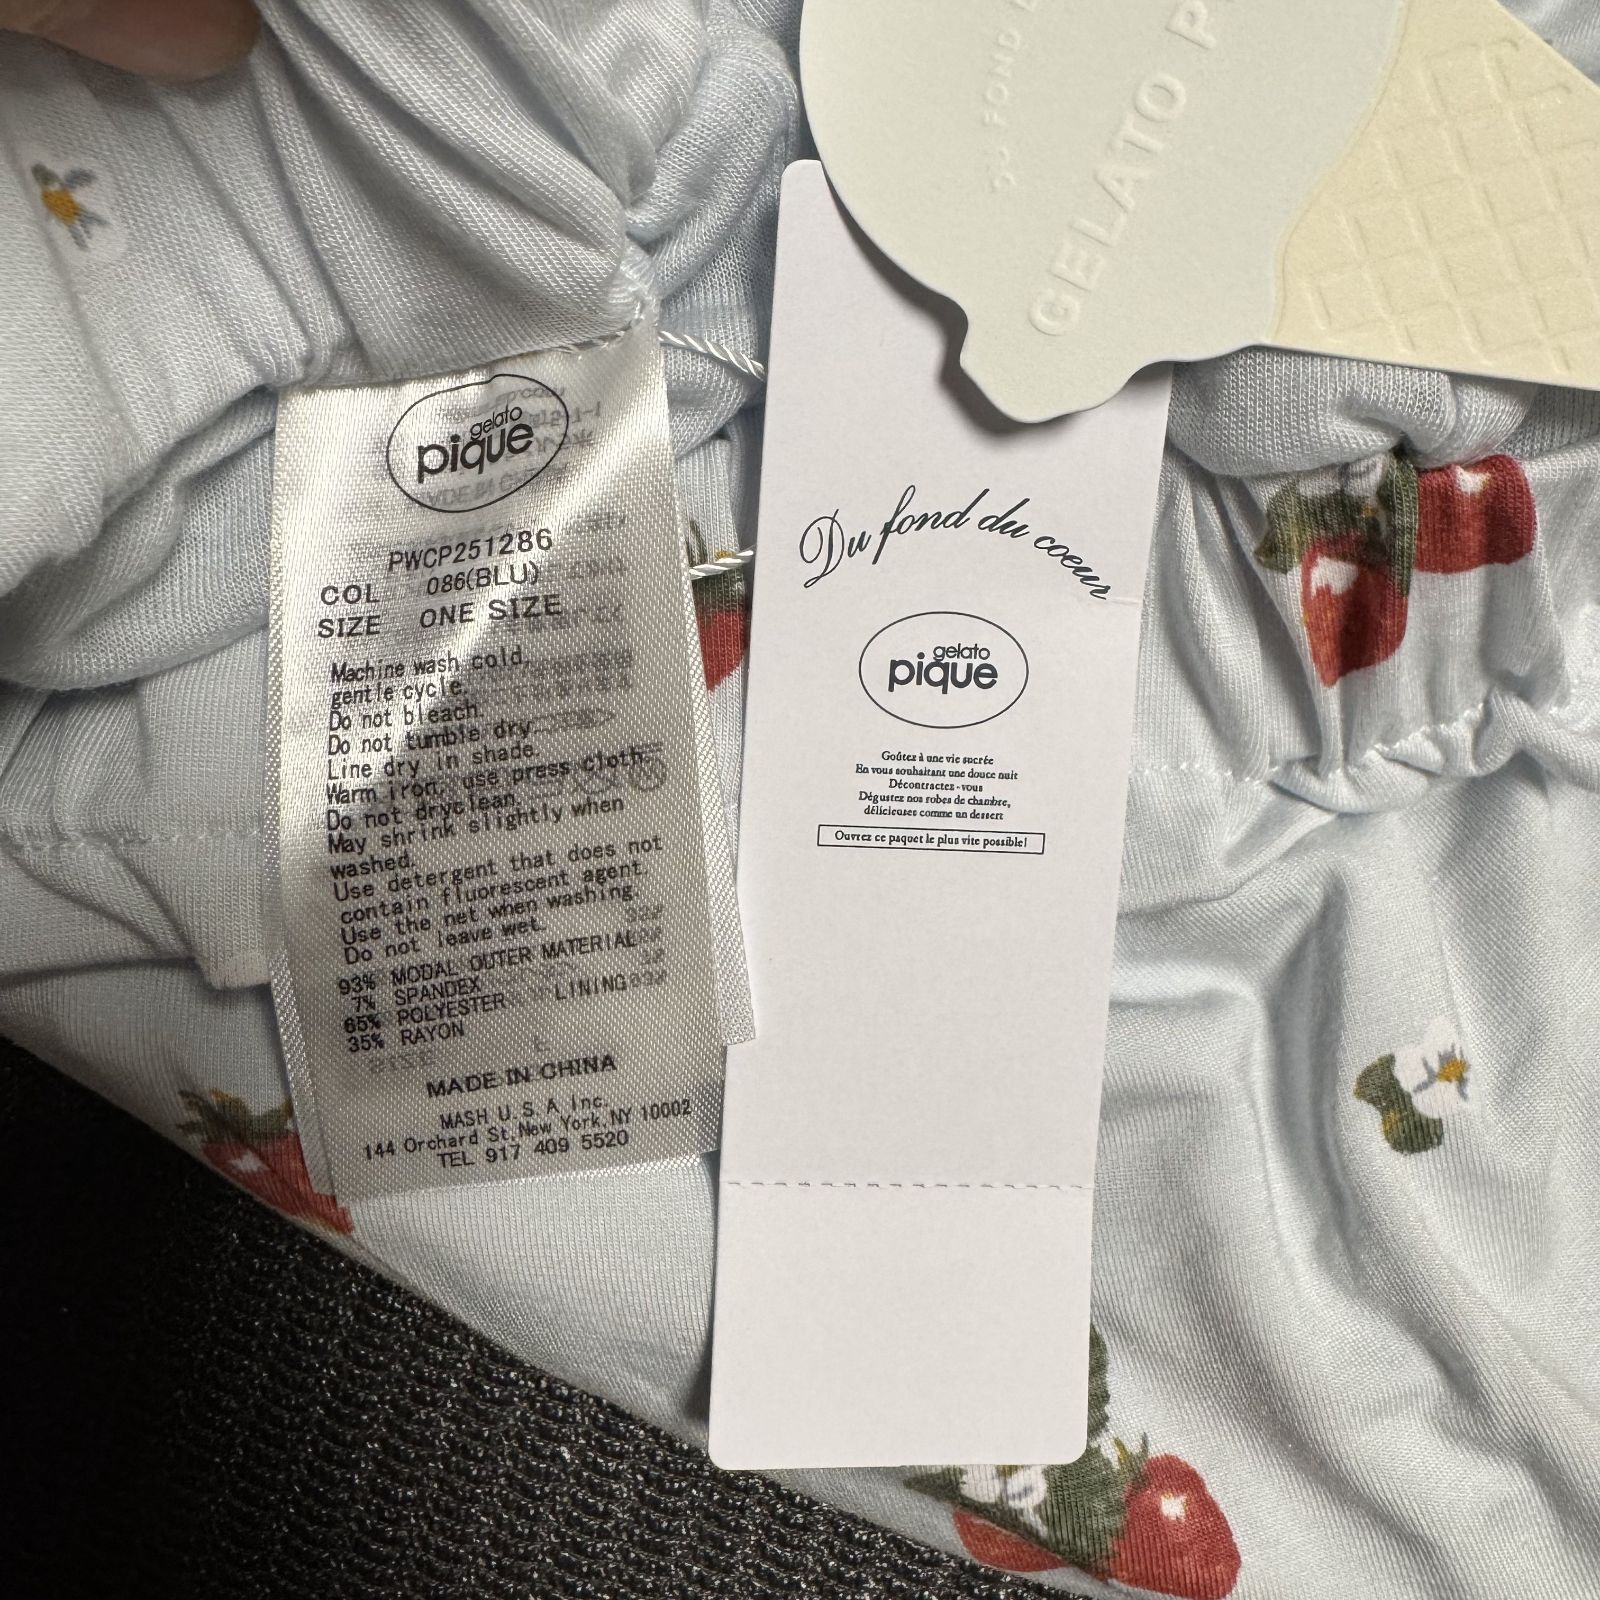 DU FOND
GELATO P
gelato
pique
PWCP251286
COL 086(BLU)
SIZE ONE SIZE
Machine wash cold,
gentle cycle.
Do not bleach.
Do not tumble dry.
Line dry in shade.
Warm iron, use press cloth.
Do not dryclean.
May shrink slightly when
washed.
Use detergent that does not
contain fluorescent agent.
Use the net when washing.
Do not leave wet.
93% MODAL OUTER MATERIAL
7% SPANDEX
65% POLYESTER LINING
35% RAYON
MADE IN CHINA
MASH U.S.A Inc.
144 Orchard St, New York, NY 10002
TEL 917 409 5520
Du fond du coeur
gelato
pique
Goûtez à une vie sucrée
En vous souhaitant une douce nuit
Décontractez-vous
Dégustez nos robes de chambre,
délicieuses comme un dessert
Ouvrez ce paquet le plus vite possible!